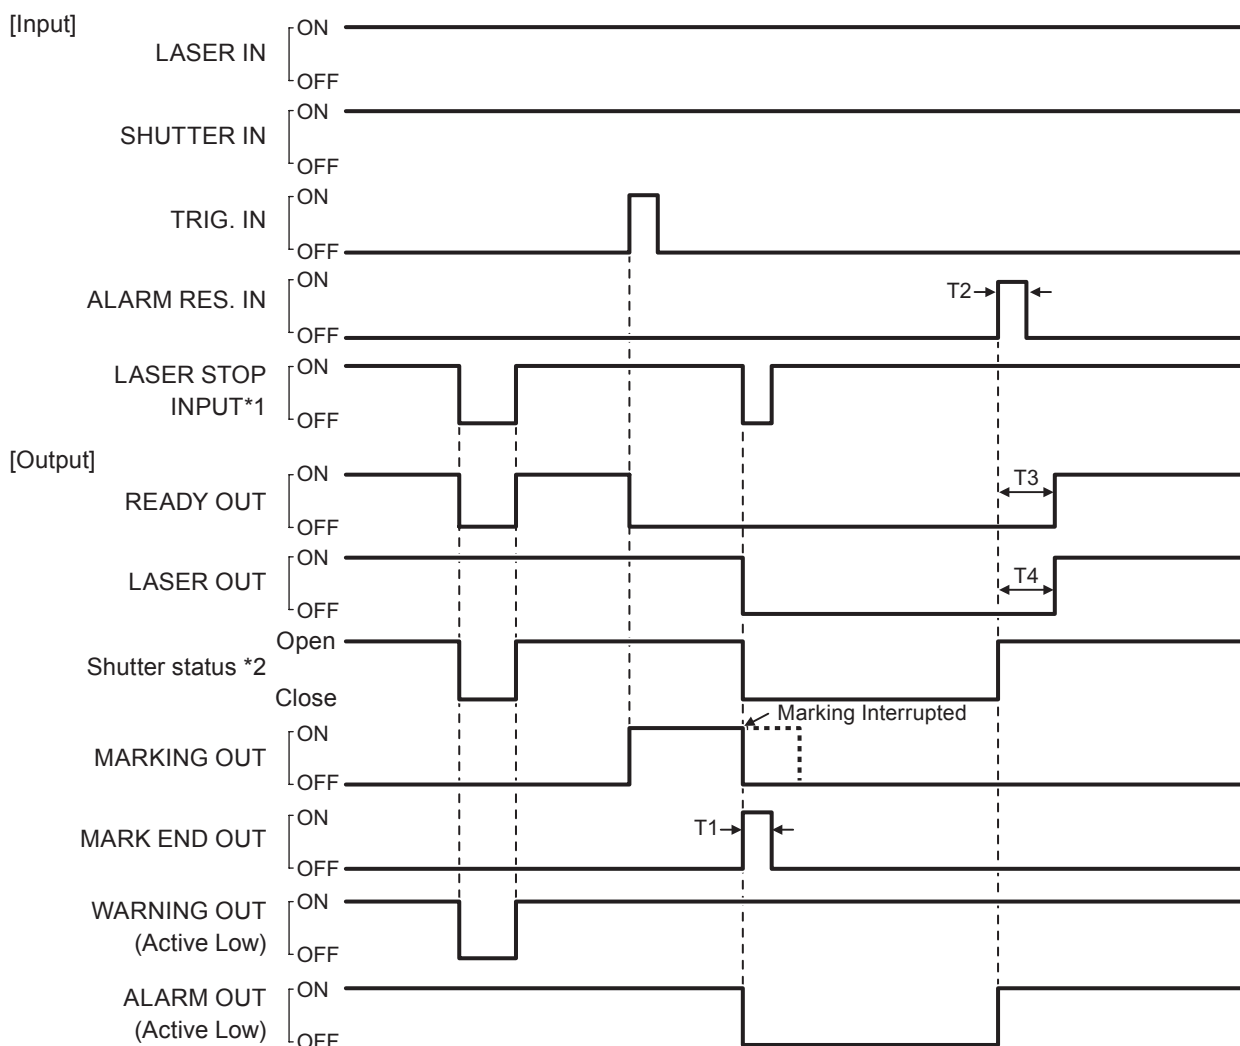 [Input]
LASER IN
ON
OFF
SHUTTER IN
ON
OFF
TRIG. IN
ON
OFF
ALARM RES. IN
ON
OFF
T2
LASER STOP
INPUT*1
ON
OFF
[Output]
READY OUT
ON
OFF
T3
LASER OUT
ON
OFF
T4
Shutter status *2
Open
Close
Marking Interrupted
MARKING OUT
ON
OFF
MARK END OUT
ON
OFF
T1
WARNING OUT
(Active Low)
ON
OFF
ALARM OUT
(Active Low)
ON
OFF